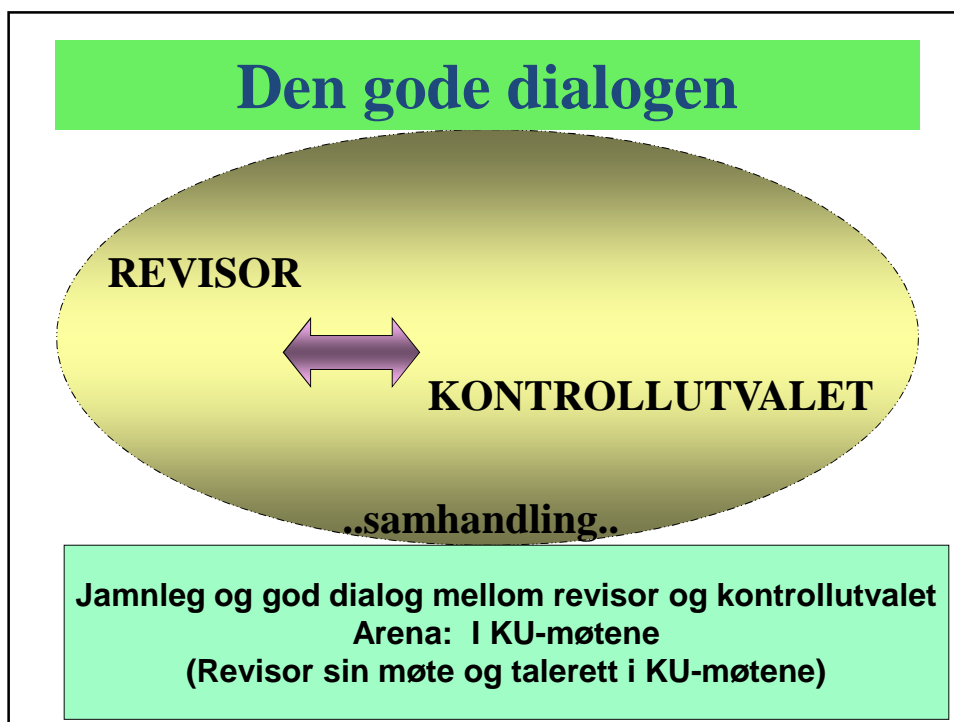 Den gode dialogen
REVISOR
KONTROLLUTVALET
..samhandling..
Jamnleg og god dialog mellom revisor og kontrollutvalet
Arena: I KU-møtene
(Revisor sin møte og talerett i KU-møtene)